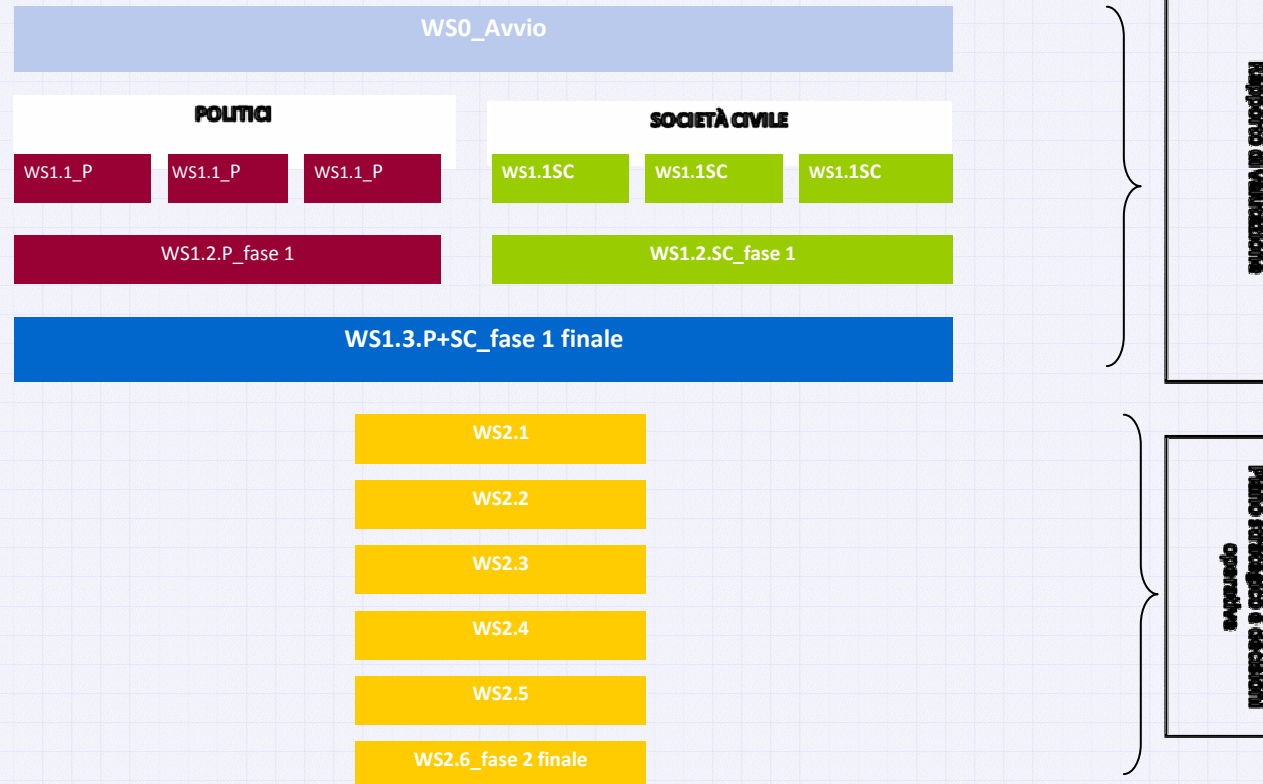 WS0_Avvio
POLITICI
SOCIETÀ CIVILE
WS1.1_P
WS1.1_P
WS1.1_P
WS1.1SC
WS1.1SC
WS1.1SC
WS1.2.P_fase 1
WS1.2.SC_fase 1
WS1.3.P+SC_fase 1 finale
WS2.1
WS2.2
WS2.3
WS2.4
WS2.5
WS2.6_fase 2 finale
operativo